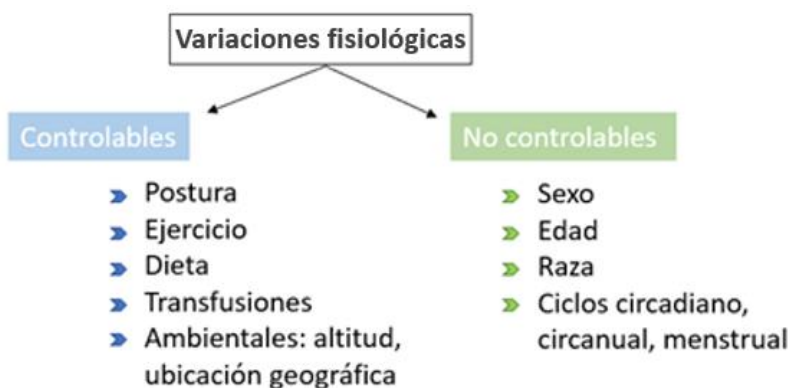 Variaciones fisiológicas
Controlables
Postura
Ejercicio
Dieta
Transfusiones
Ambientales: altitud,
ubicación geográfica
No controlables
Sexo
Edad
Raza
Ciclos circadiano,
circanual, menstrual